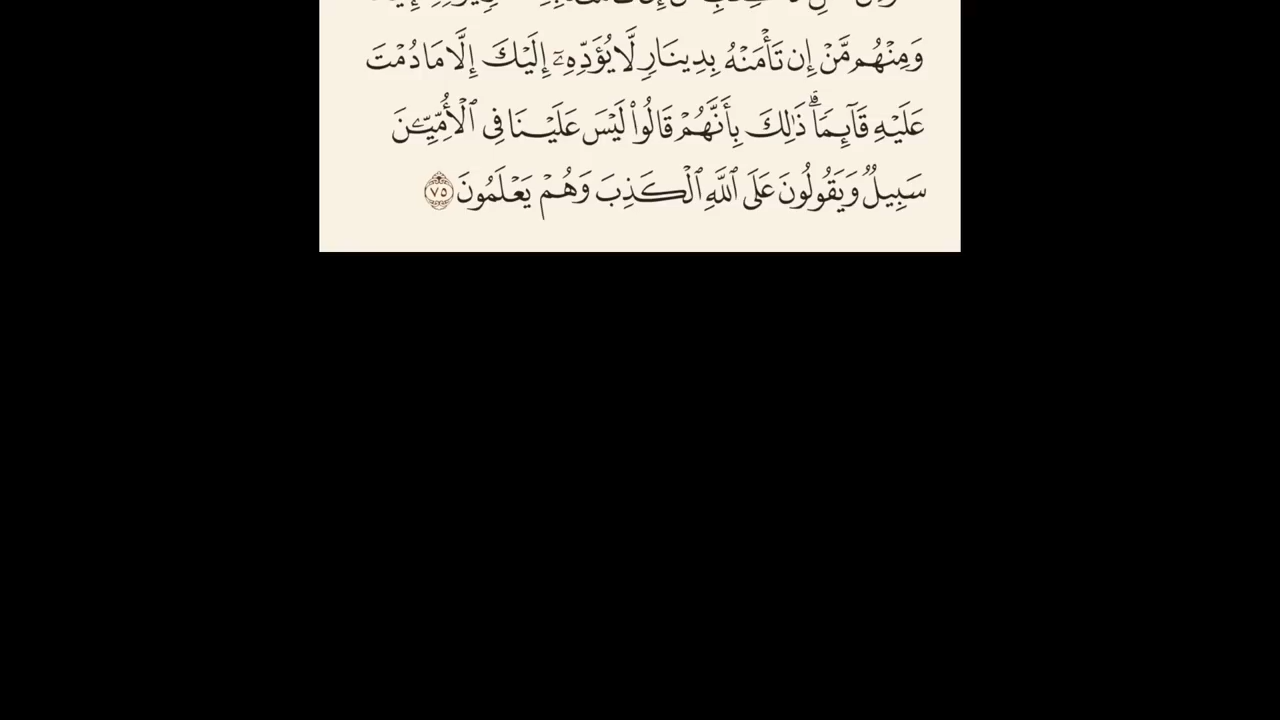 وَمِنْهُم مَّنْ إِن تَأْمَنْهُ بِدِينَارٍ لَّا يُؤَدِّهِۦٓ إِلَيْكَ إِلَّا مَا دُمْتَ
عَلَيْهِ قَآئِمًاۗ ذَٰلِكَ بِأَنَّهُمْ قَالُوا۟ لَيْسَ عَلَيْنَا فِى ٱلْأُمِّيِّـۧنَ
سَبِيلٌ وَيَقُولُونَ عَلَى ٱللَّهِ ٱلْكَذِبَ وَهُمْ يَعْلَمُونَ ٧٥